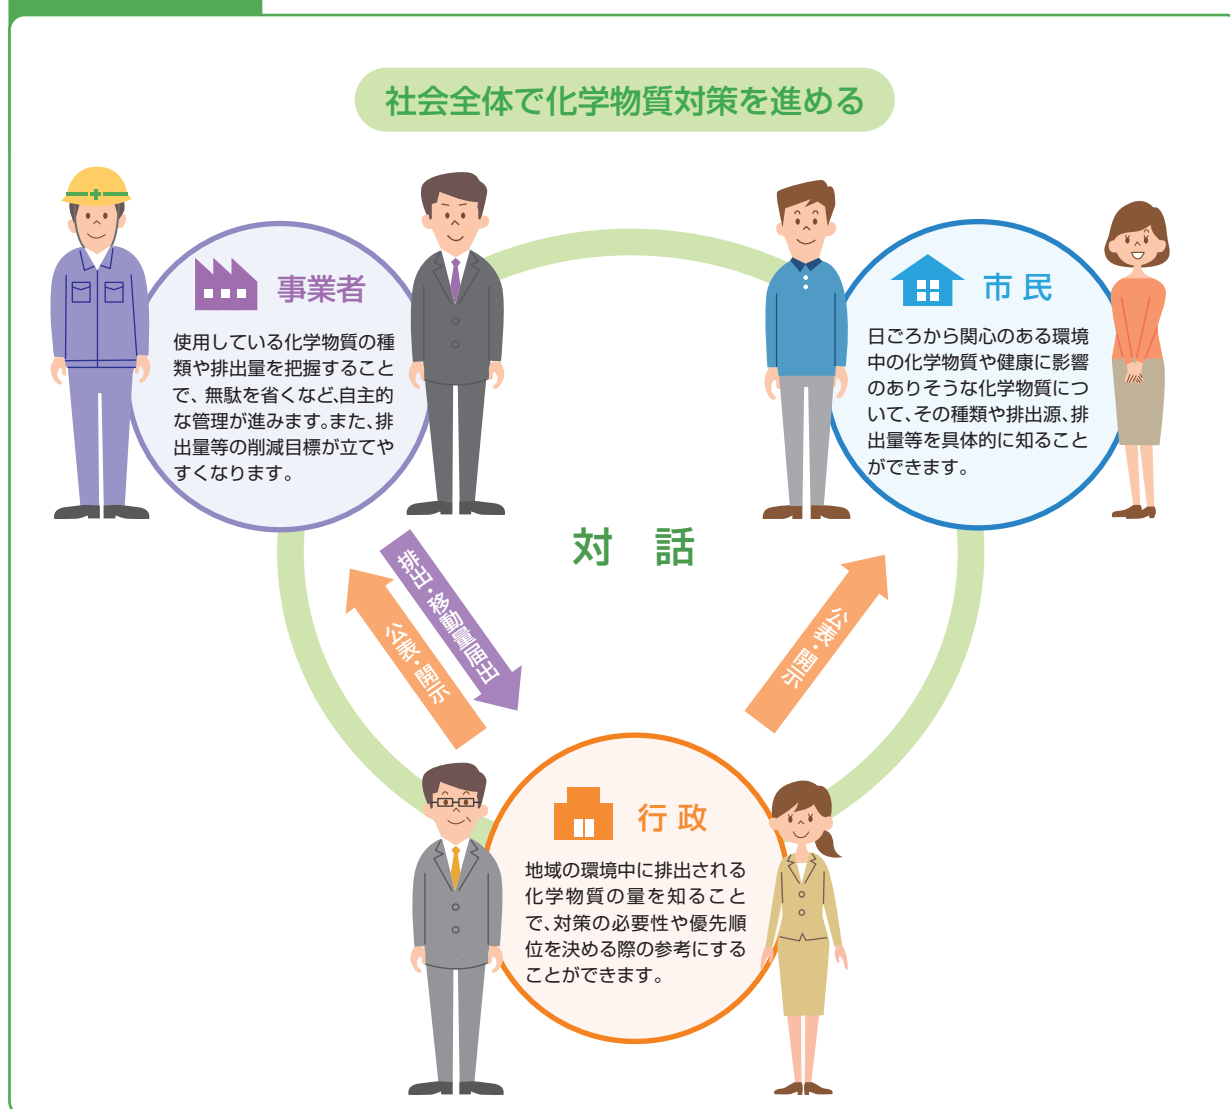 社会全体で化学物質対策を進める
事業者
使用している化学物質の種
類や排出量を把握すること
で、無駄を省くなど、自主的
な管理が進みます。また、排
出量等の削減目標が立てや
すくなります。
市民
日ごろから関心のある環境
中の化学物質や健康に影響
のありそうな化学物質につ
いて、その種類や排出源、排
出量等を具体的に知ること
ができます。
対話
排出・移動量届出
公表・開示
公表・開示
行政
地域の環境中に排出される
化学物質の量を知ること
で、対策の必要性や優先順
位を決める際の参考にする
ことができます。